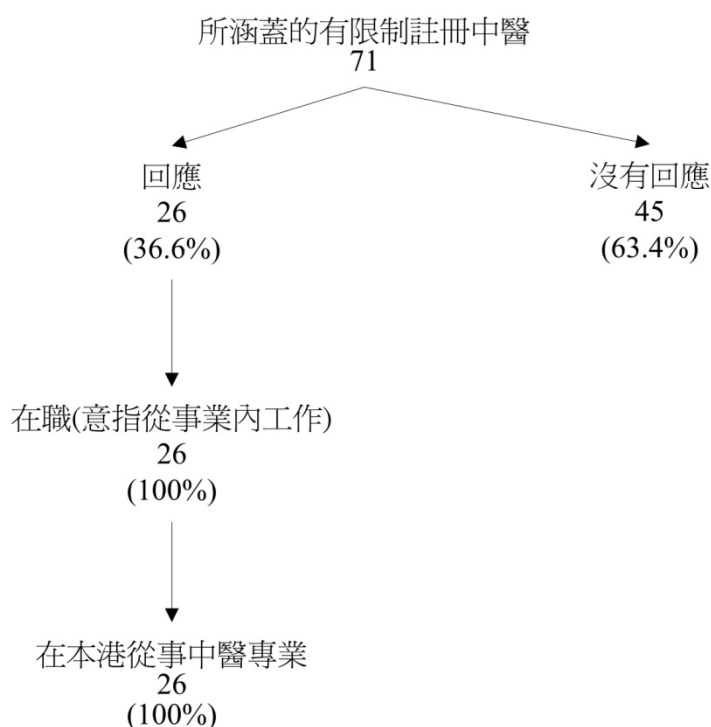 所涵蓋的有限制註冊中醫
71
回應
26
(36.6%)
沒有回應
45
(63.4%)
在職(意指從事業內工作)
26
(100%)
在本港從事中醫專業
26
(100%)